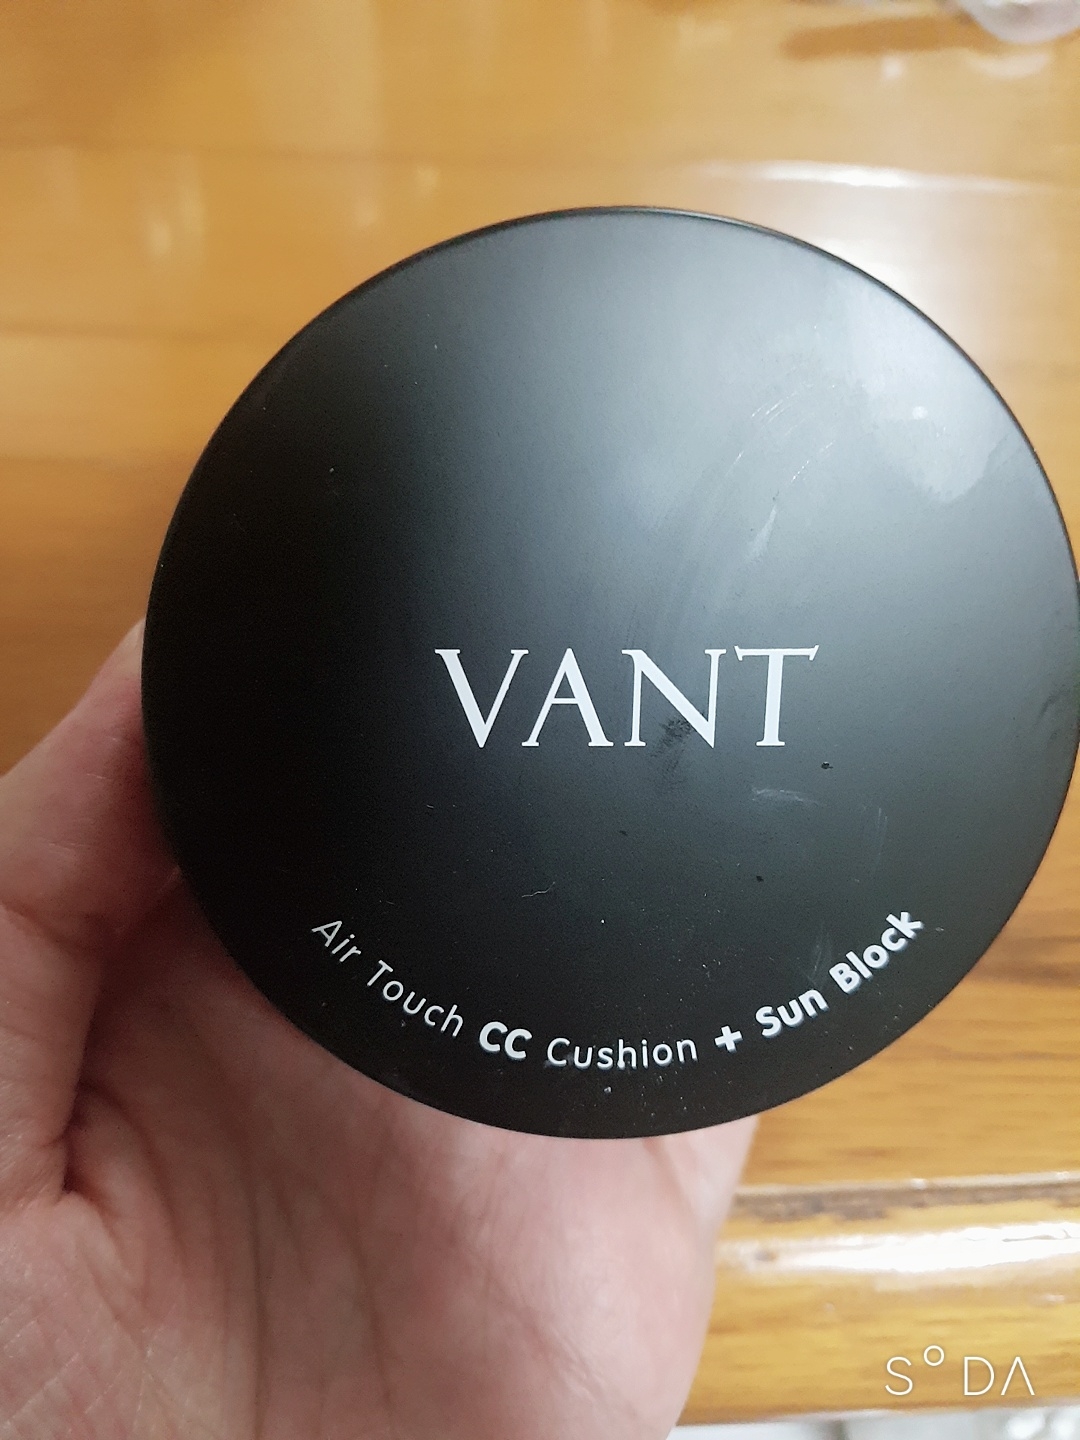 VANT
Air Touch CC Cushion + Sun Block
S°DA